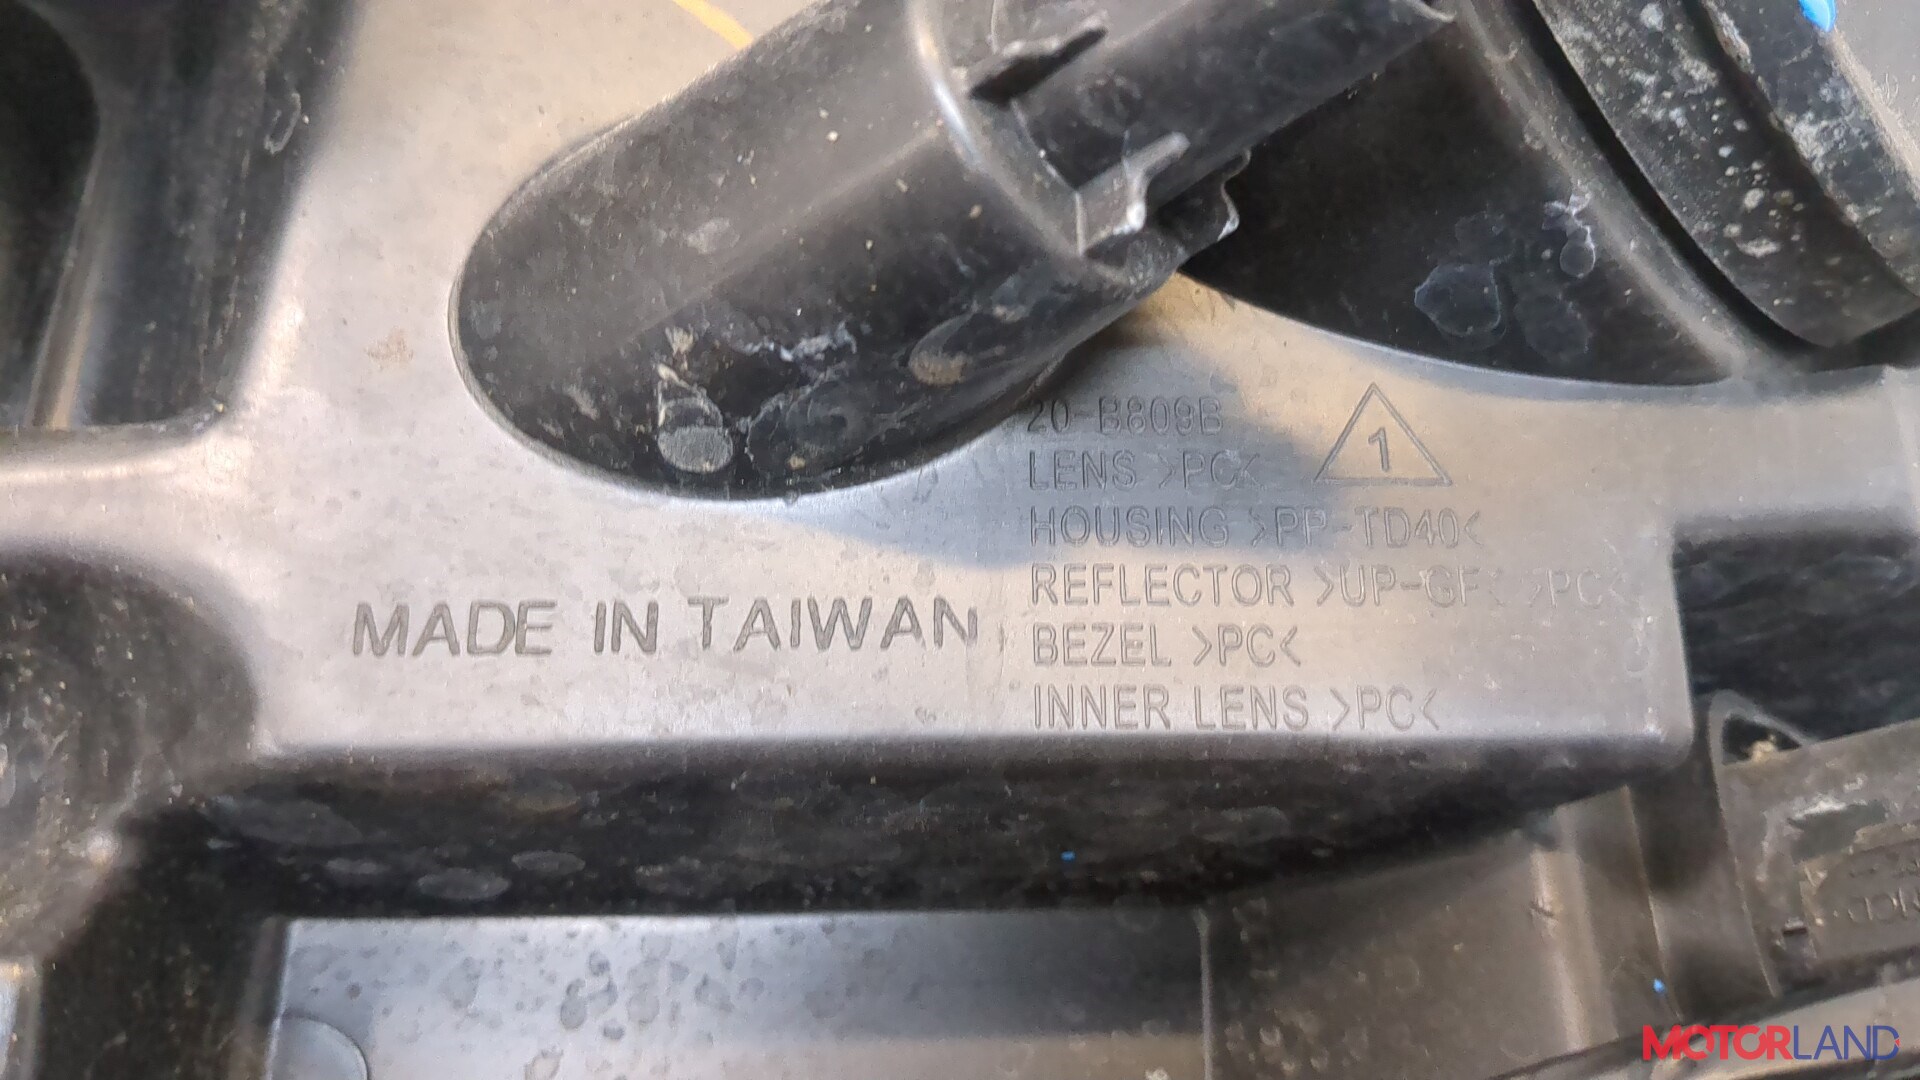 20-B809B
LENS >PC<
1
HOUSING >PP-TD40<
REFLECTOR >UP-GF< >PC<
BEZEL >PC<
INNER LENS >PC<
MADE IN TAIWAN
MOTORLAND